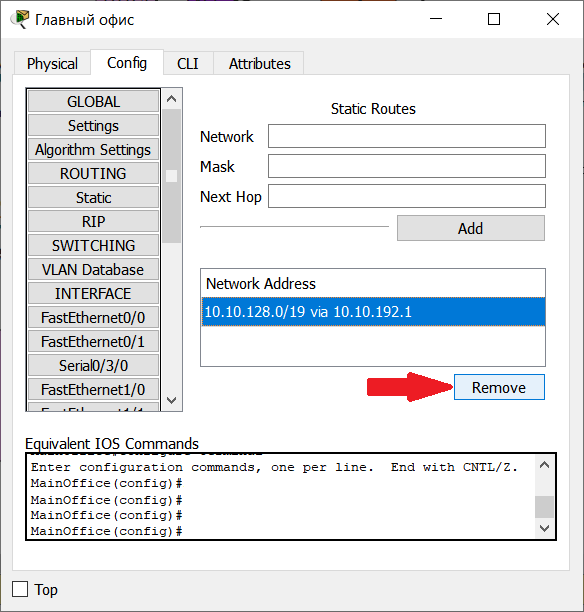 Главный офис
Physical
Config
CLI
Attributes
GLOBAL
Settings
Algorithm Settings
ROUTING
Static
RIP
SWITCHING
VLAN Database
INTERFACE
FastEthernet0/0
FastEthernet0/1
Serial0/3/0
FastEthernet1/0
FastEthernet1/1
Static Routes
Network
Mask
Next Hop
Add
Network Address
10.10.128.0/19 via 10.10.192.1
Remove
Equivalent IOS Commands
Enter configuration commands, one per line.  End with CNTL/Z.
MainOffice(config)#
MainOffice(config)#
MainOffice(config)#
MainOffice(config)#
Top